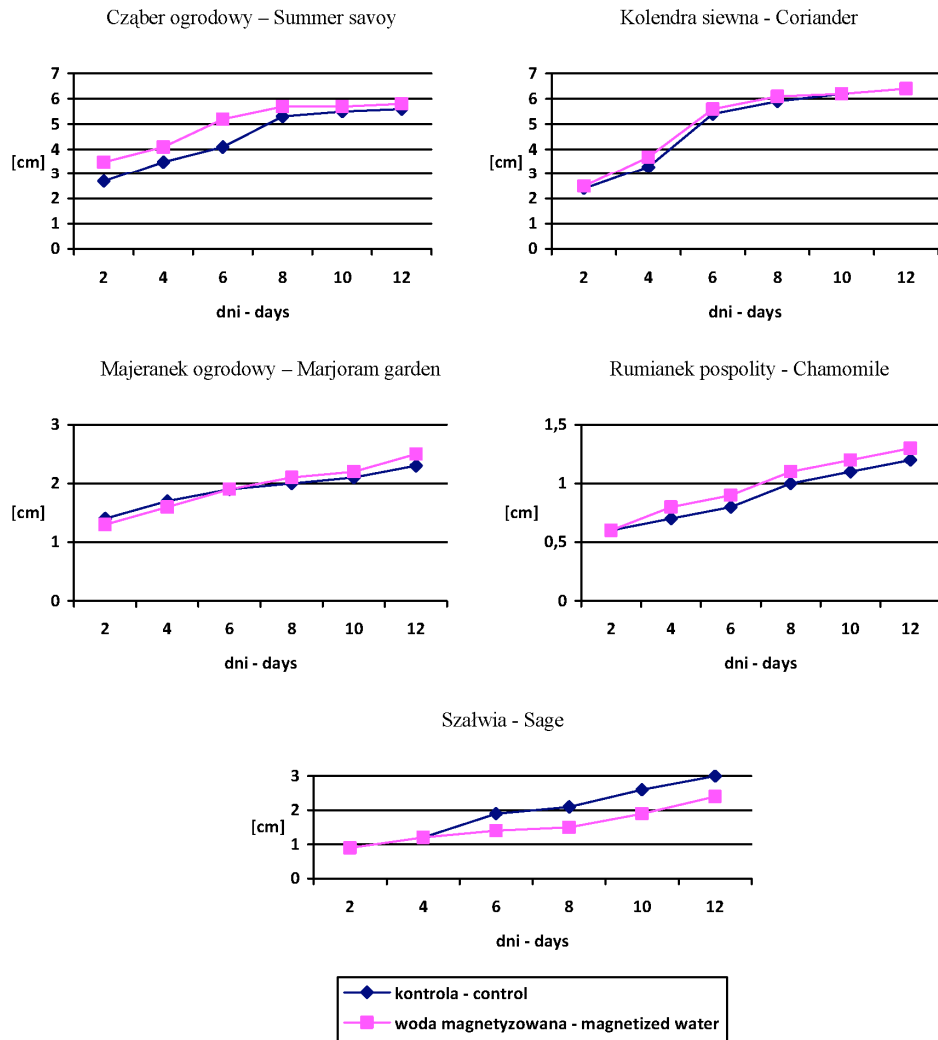 Cząber ogrodowy – Summer savoy
7
6
5
4
3
2
1
0
[cm]
2 4 6 8 10 12
dni - days
Kolendra siewna - Coriander
7
6
5
4
3
2
1
0
[cm]
2 4 6 8 10 12
dni - days
Majeranek ogrodowy – Marjoram garden
3
2
1
0
[cm]
2 4 6 8 10 12
dni - days
Rumianek pospolity - Chamomile
1,5
1
0,5
0
[cm]
2 4 6 8 10 12
dni - days
Szałwia - Sage
3
2
1
0
[cm]
2 4 6 8 10 12
dni - days
kontrola - control
woda magnetyzowana - magnetized water